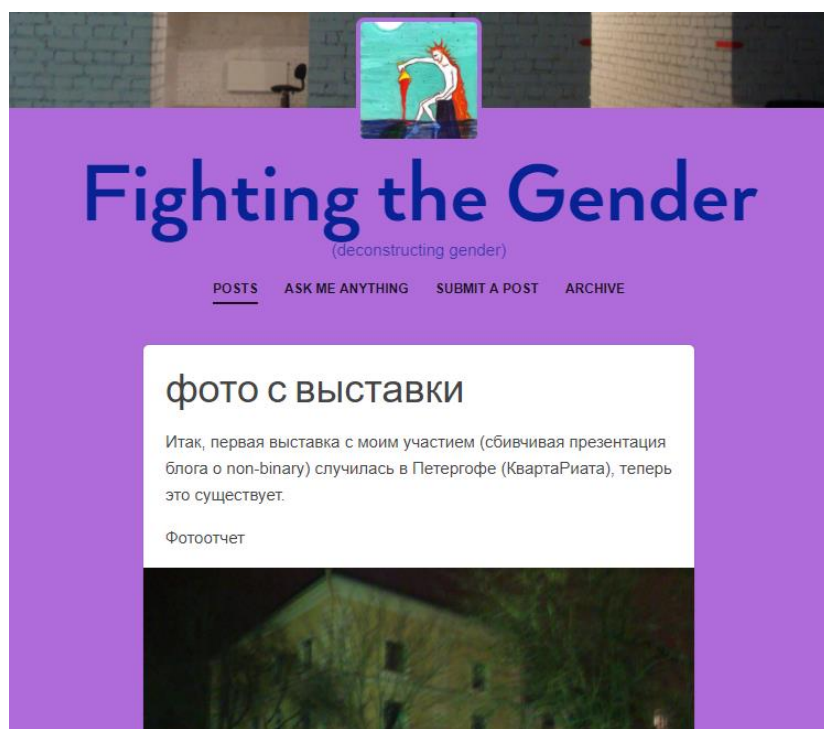 Fighting the Gender
(deconstructing gender)
POSTS ASK ME ANYTHING SUBMIT A POST ARCHIVE
фото с выставки
Итак, первая выставка с моим участием (сбивчивая презентация
блога о non-binary) случилась в Петергофе (КвартаРиата), теперь
это существует.
Фотоотчет